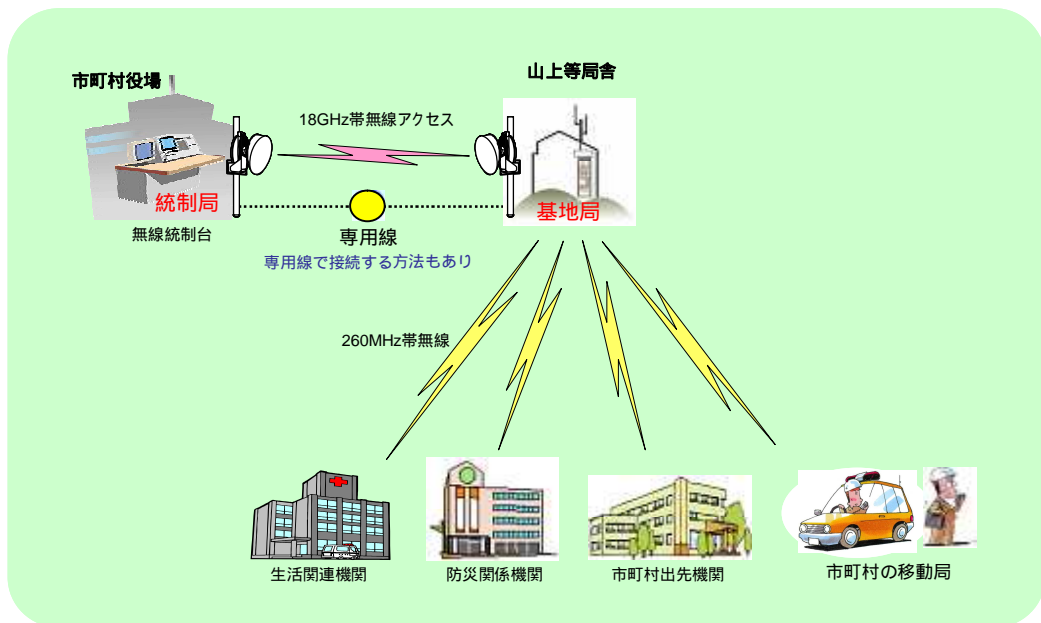 市町村役場
山上等局舎
18GHz帯無線アクセス
統制局
基地局
無線統制台
専用線
専用線で接続する方法もあり
260MHz帯無線
生活関連機関
防災関係機関
市町村出先機関
市町村の移動局